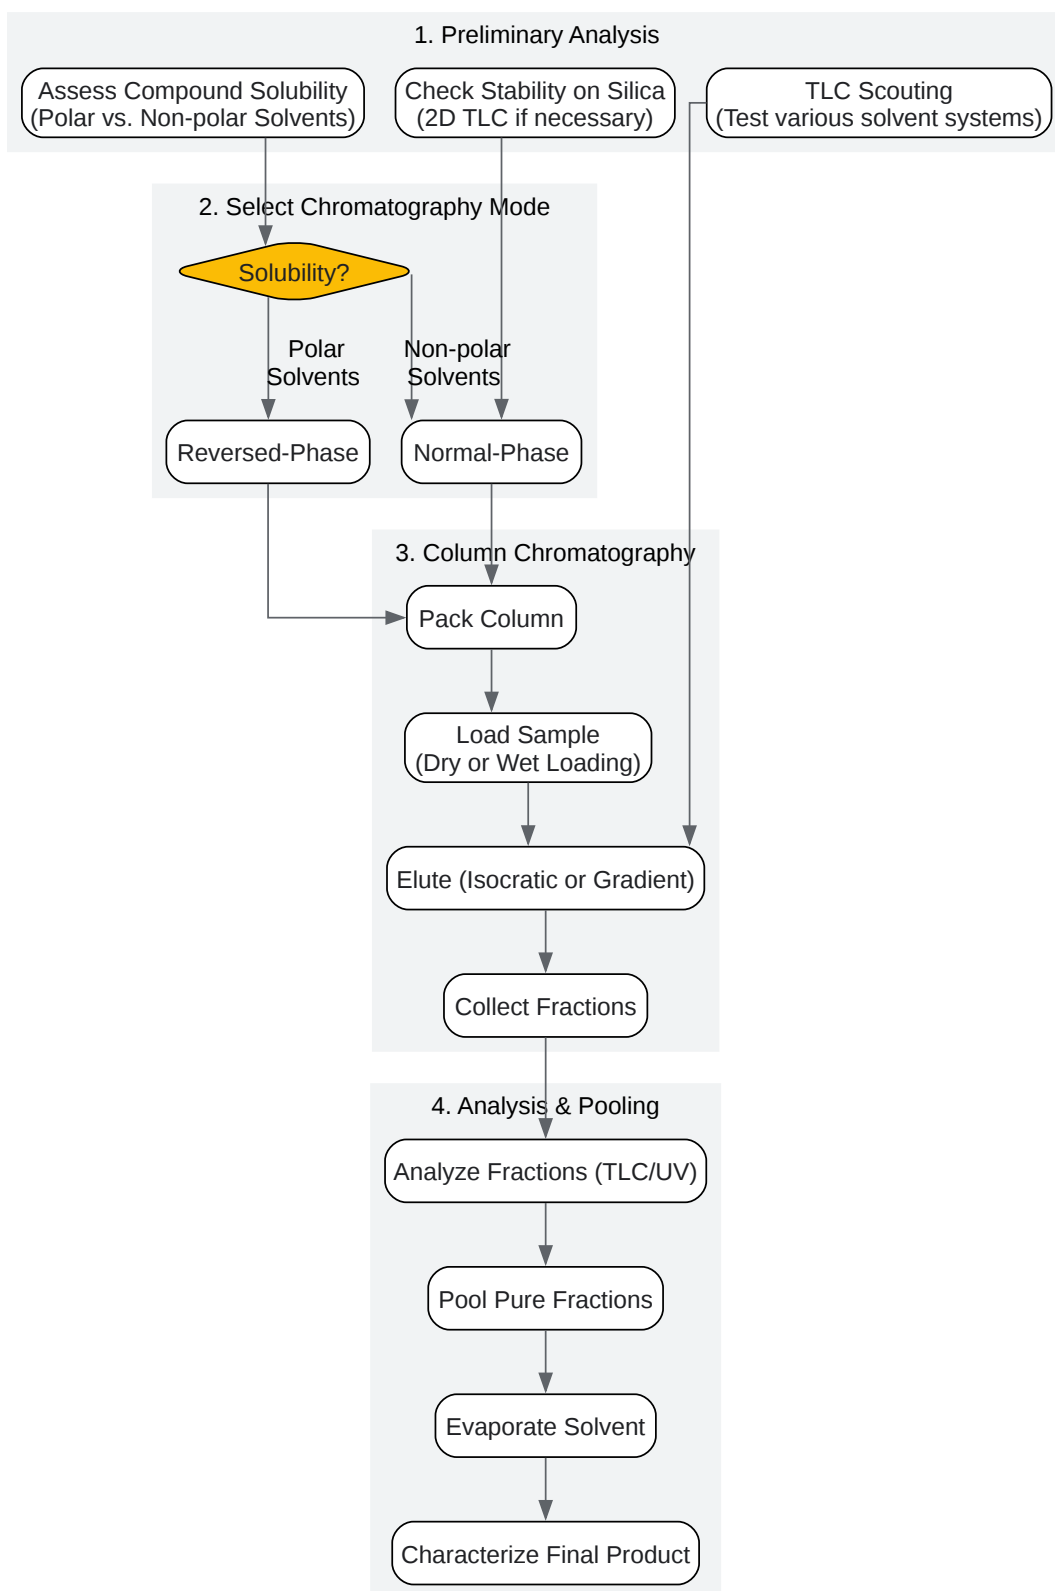 1. Preliminary Analysis
Assess Compound Solubility
(Polar vs. Non-polar Solvents)
Check Stability on Silica
(2D TLC if necessary)
TLC Scouting
(Test various solvent systems)
2. Select Chromatography Mode
Solubility?
Polar
Solvents
Non-polar
Solvents
Reversed-Phase
Normal-Phase
3. Column Chromatography
Pack Column
Load Sample
(Dry or Wet Loading)
Elute (Isocratic or Gradient)
Collect Fractions
4. Analysis & Pooling
Analyze Fractions (TLC/UV)
Pool Pure Fractions
Evaporate Solvent
Characterize Final Product